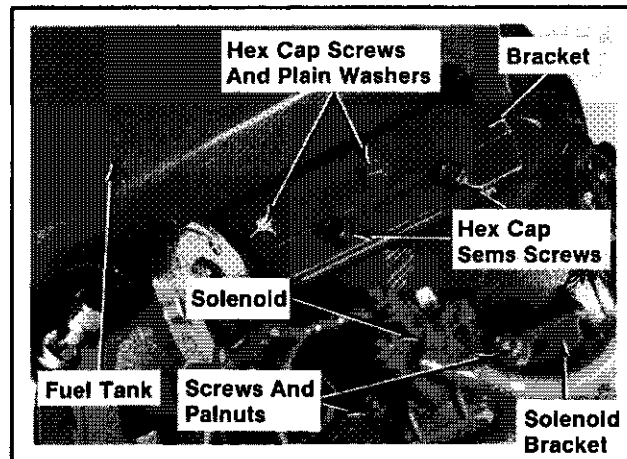 Hex Cap Screws
And Plain Washers
Bracket
Hex Cap
Sems Screws
Solenoid
Fuel Tank
Screws And
Palnuts
Solenoid
Bracket